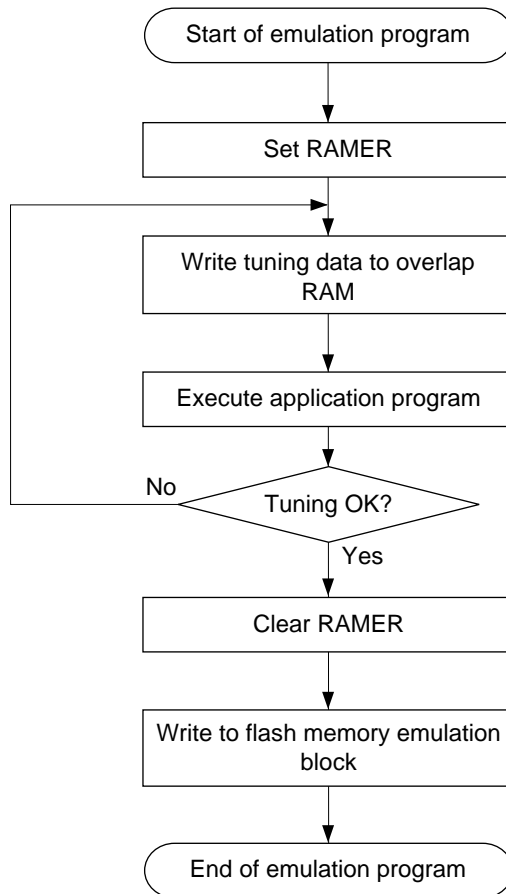 Start of emulation program
Set RAMER
Write tuning data to overlap
RAM
Execute application program
No
Tuning OK?
Yes
Clear RAMER
Write to flash memory emulation
block
End of emulation program